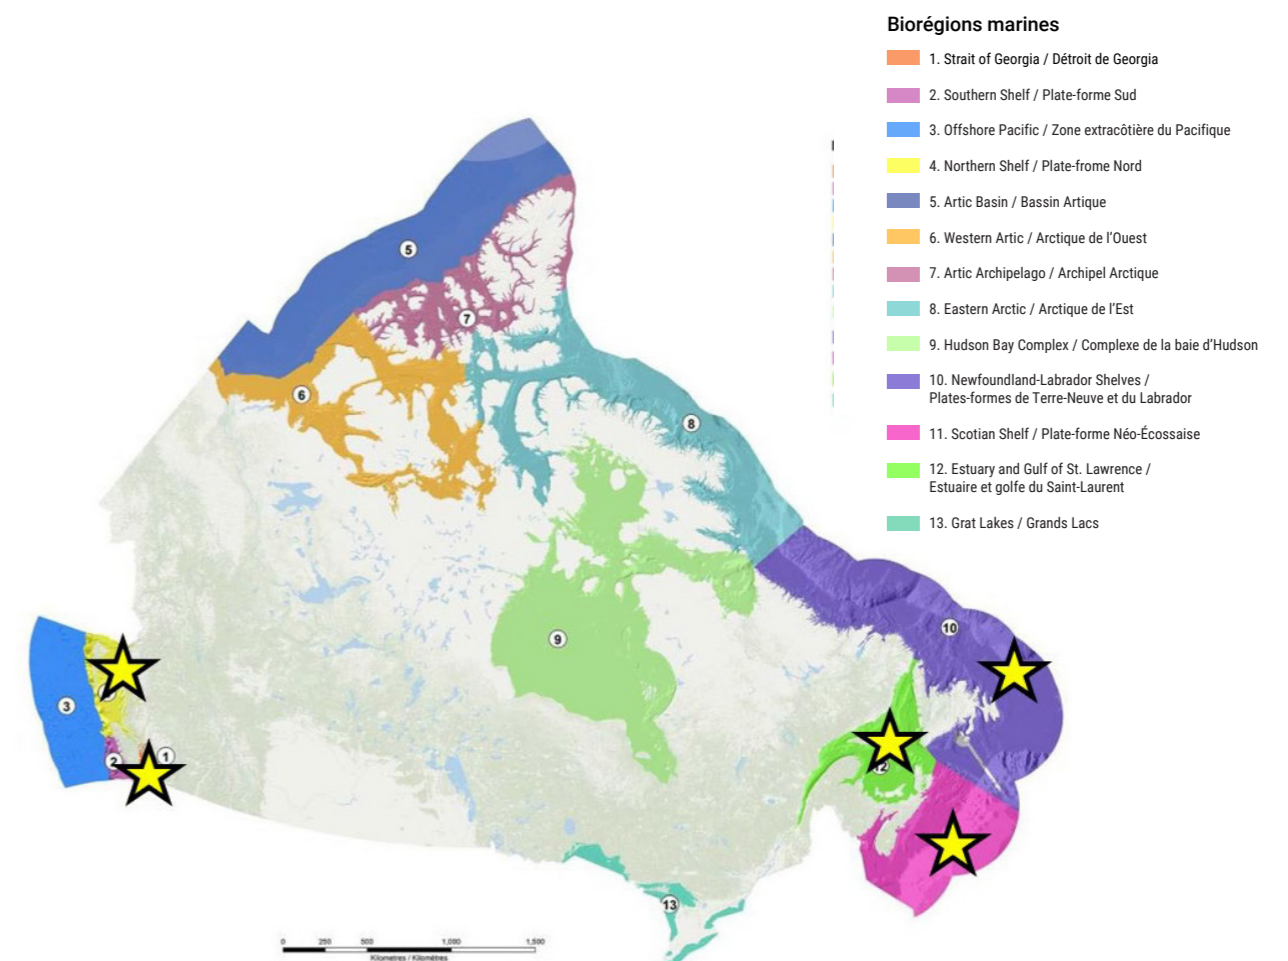 Biorégions marines
1. Strait of Georgia / Détroit de Georgia
2. Southern Shelf / Plate-forme Sud
3. Offshore Pacific / Zone extracôtière du Pacifique
4. Northern Shelf / Plate-frome Nord
5. Artic Basin / Bassin Artique
6. Western Artic / Arctique de l'Ouest
7. Artic Archipelago / Archipel Arctique
8. Eastern Arctic / Arctique de l'Est
9. Hudson Bay Complex / Complexe de la baie d'Hudson
10. Newfoundland-Labrador Shelves /
Plates-formes de Terre-Neuve et du Labrador
11. Scotian Shelf / Plate-forme Néo-Écossaise
12. Estuary and Gulf of St. Lawrence /
Estuaire et golfe du Saint-Laurent
13. Grat Lakes / Grands Lacs
5
7
6
8
9
10
3
2
1
12
13
0 250 500 1,000 1,500
Kilometres / Kilomètres